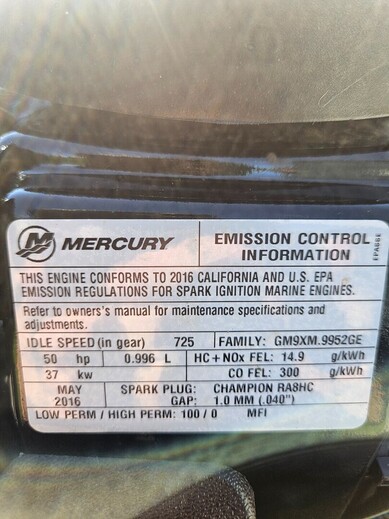 MERCURY
EMISSION CONTROL
INFORMATION
EPA6GE
THIS ENGINE CONFORMS TO 2016 CALIFORNIA AND U.S. EPA
EMISSION REGULATIONS FOR SPARK IGNITION MARINE ENGINES.
Refer to owners's manual for maintenance specifications and
adjustments.
IDLE SPEED (in gear) 725 FAMILY: GM9XM.9952GE
50 hp 0.996 L HC + NOx FEL: 14.9 g/kWh
37 kw CO FEL: 300 g/kWh
MAY SPARK PLUG: CHAMPION RA8HC
2016 GAP: 1.0 MM (.040")
LOW PERM / HIGH PERM: 100 / 0 MFI